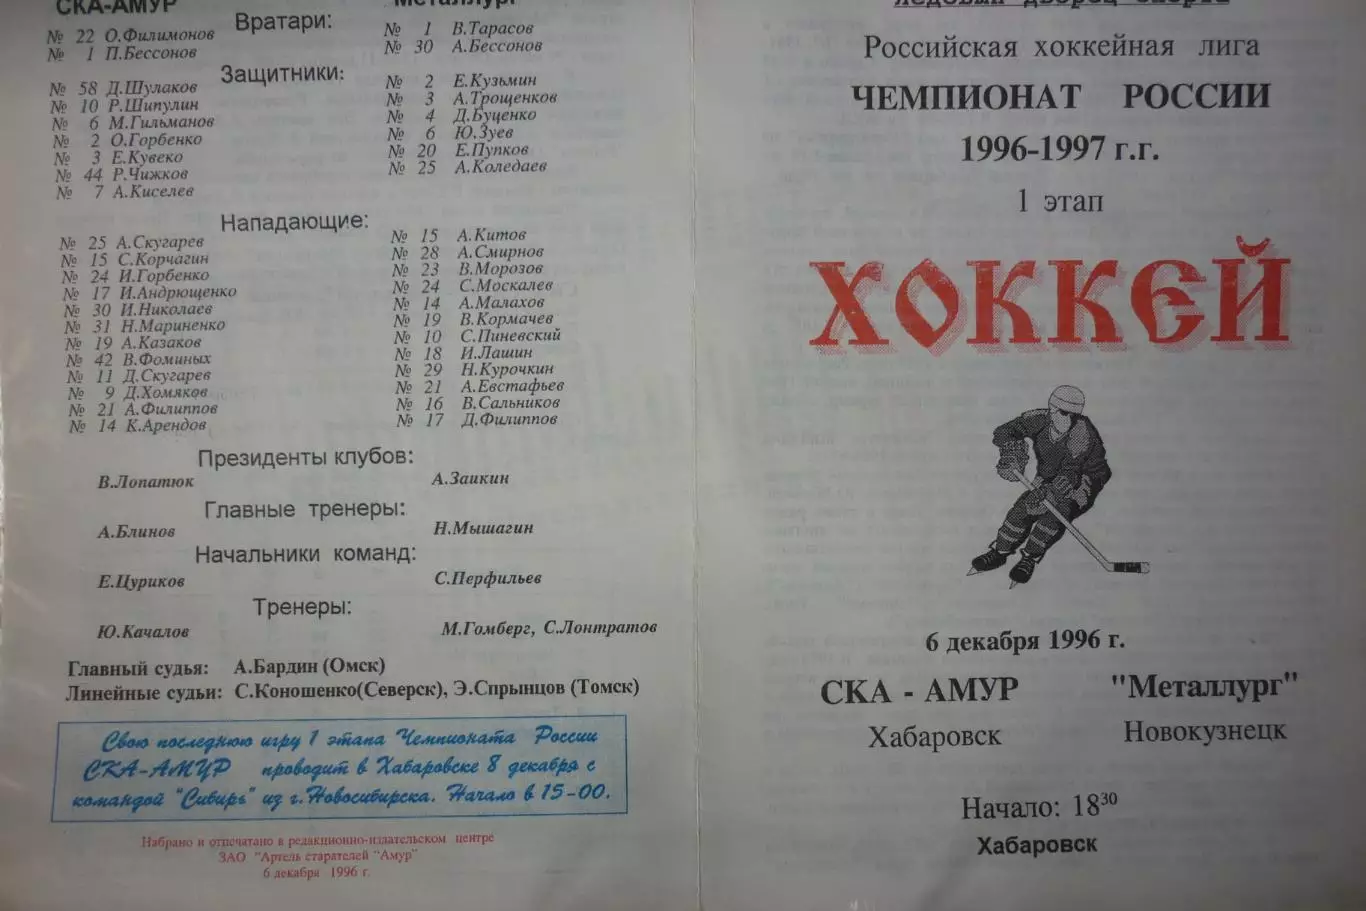 СКА-АМУР Металлург
Вратари:
№ 22 О.Филимонов № 1 В.Тарасов
№ 1 П.Бессонов № 30 А.Бессонов
Защитники:
№ 58 Д.Шулаков № 2 Е.Кузьмин
№ 10 Р.Шипулин № 3 А.Трощенков
№ 6 М.Гильманов № 4 Д.Буценко
№ 2 О.Горбенко № 6 Ю.Зуев
№ 3 Е.Кувеко № 20 Е.Пупков
№ 44 Р.Чижков № 25 А.Коледаев
№ 7 А.Киселев
Нападающие:
№ 25 А.Скугарев № 15 А.Китов
№ 15 С.Корчагин № 28 А.Смирнов
№ 24 И.Горбенко № 23 В.Морозов
№ 17 И.Андрющенко № 24 С.Москалев
№ 30 И.Николаев № 14 А.Малахов
№ 31 Н.Мариненко № 19 В.Кормачев
№ 19 А.Казаков № 10 С.Пиневский
№ 42 В.Фоминых № 18 И.Лашин
№ 11 Д.Скугарев № 29 Н.Курочкин
№ 9 Д.Хомяков № 21 А.Евстафьев
№ 21 А.Филиппов № 16 В.Сальников
№ 14 К.Арендов № 17 Д.Филиппов
Президенты клубов:
В.Лопатюк А.Заикин
Главные тренеры:
А.Блинов Н.Мышагин
Начальники команд:
Е.Цуриков С.Перфильев
Тренеры:
Ю.Качалов М.Гомберг, С.Лонтратов
Главный судья: А.Бардин (Омск)
Линейные судьи: С.Коношенко(Северск), Э.Спрынцов (Томск)
Свою последнюю игру 1 этапа Чемпионата России
СКА-АМУР проводит в Хабаровске 8 декабря с
командой "Сибирь" из г.Новосибирска. Начало в 15-00.
Набрано и отпечатано в редакционно-издательском центре
ЗАО "Артель старателей "Амур"
6 декабря 1996 г.
Ледовый дворец спорта
Российская хоккейная лига
ЧЕМПИОНАТ РОССИИ
1996-1997 г.г.
1 этап
ХОККЕЙ
6 декабря 1996 г.
СКА - АМУР "Металлург"
Хабаровск Новокузнецк
Начало: 18³⁰
Хабаровск